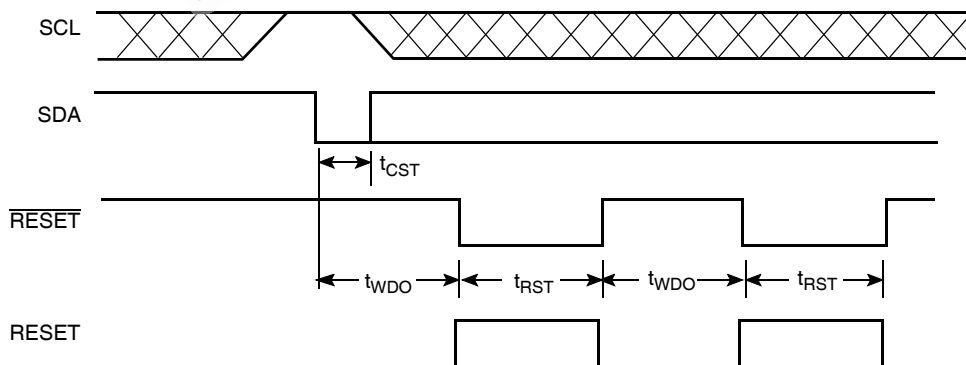 SCL
SDA
tCST
RESET
tWDO tRST tWDO tRST
RESET